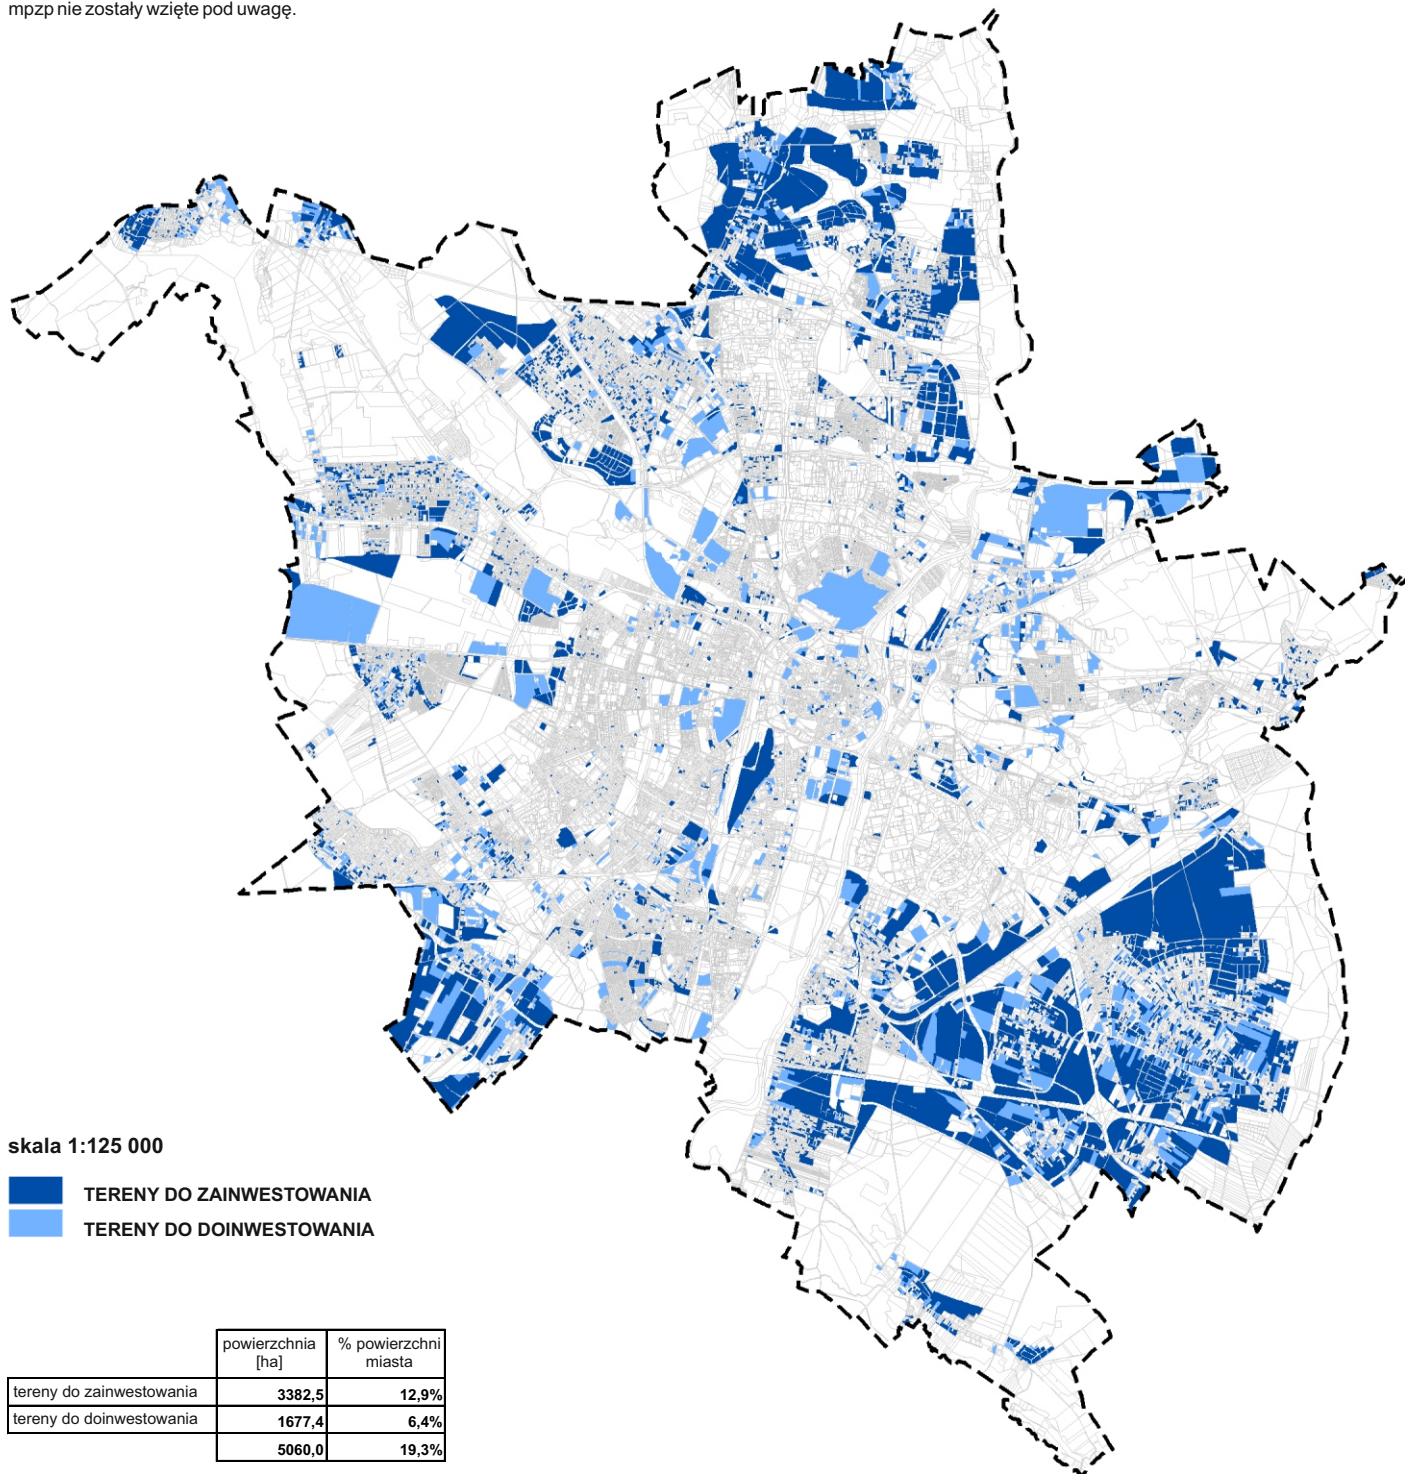 mpzp nie zostały wzięte pod uwagę.
skala 1:125 000
TERENY DO ZAINWESTOWANIA
TERENY DO DOINWESTOWANIA
powierzchnia [ha] % powierzchni miasta
tereny do zainwestowania 3382,5 12,9%
tereny do doinwestowania 1677,4 6,4%
5060,0 19,3%